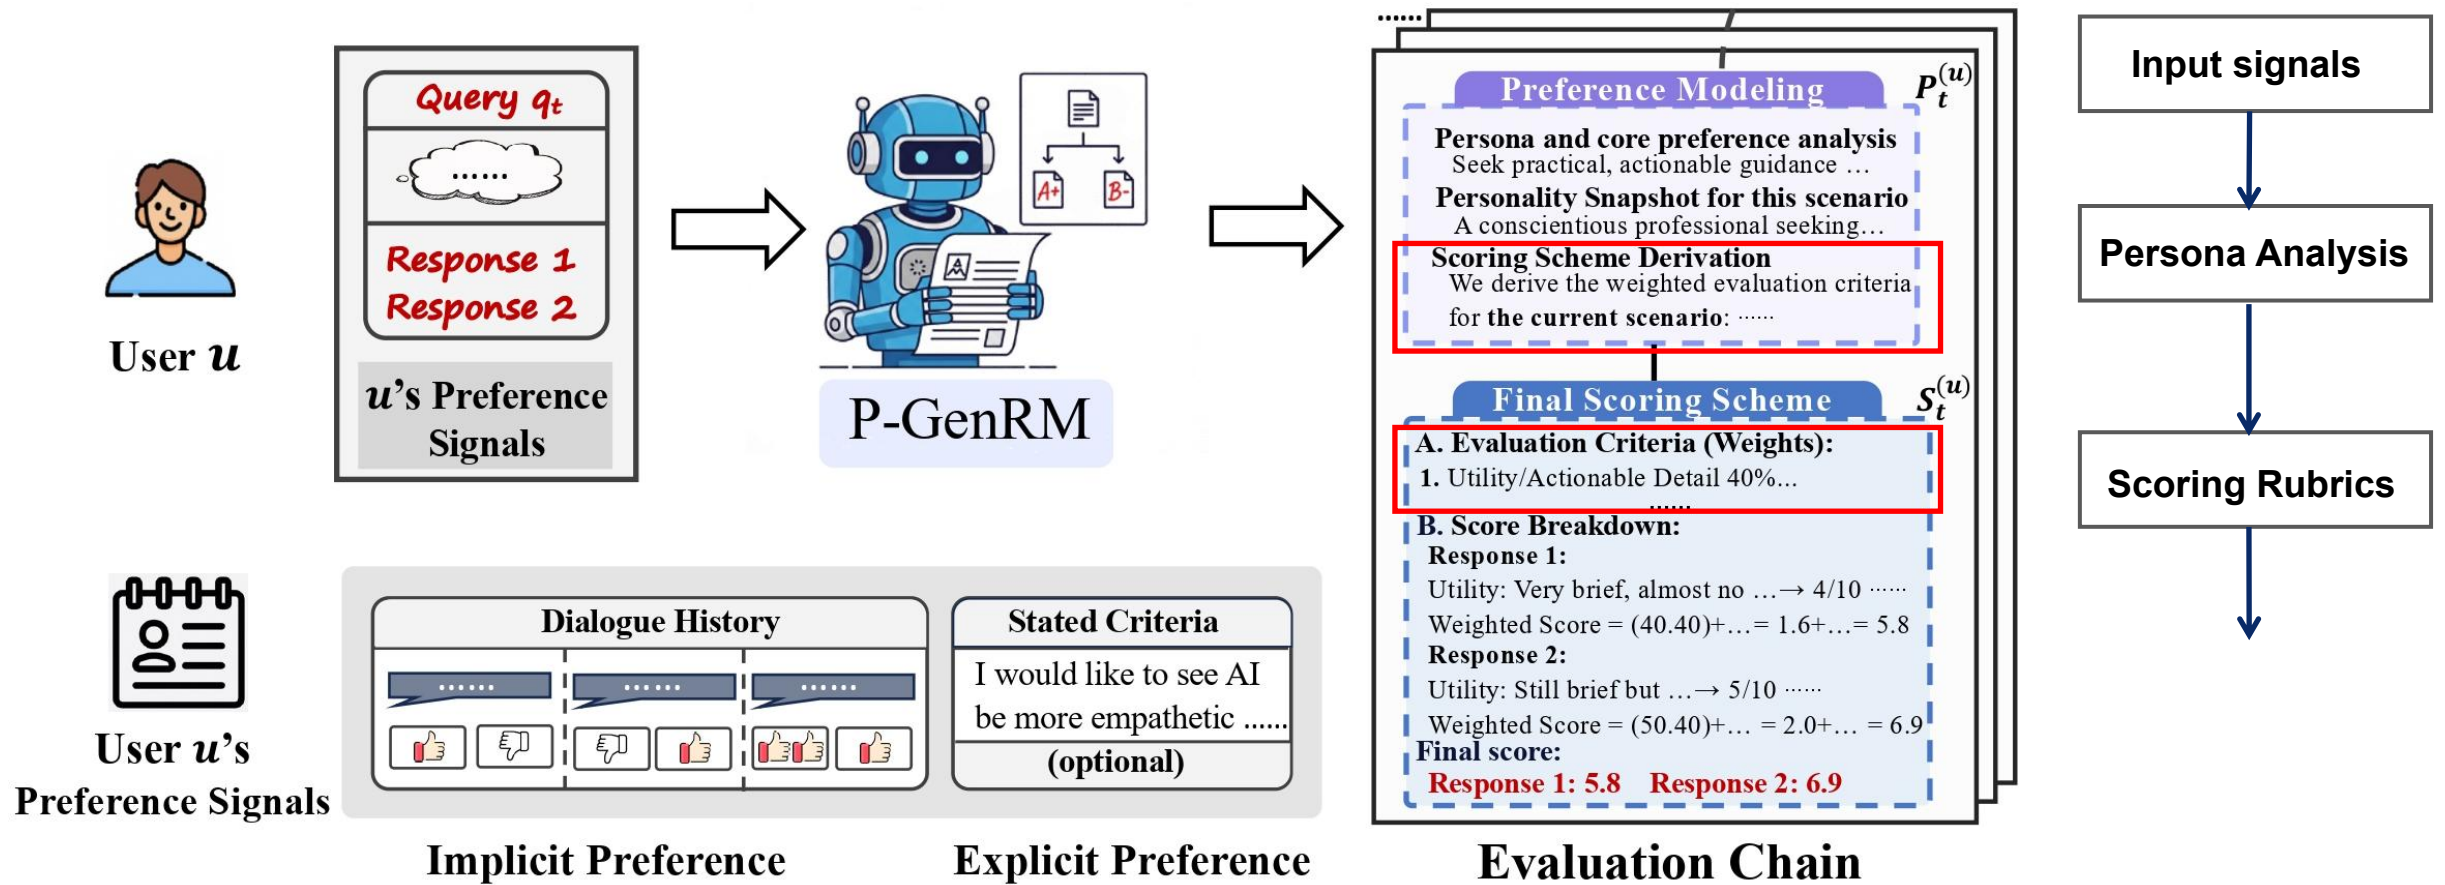 Query qₜ
......
Response 1
Response 2
u's Preference
Signals
User u
A+
B-
P-GenRM
User u's
Preference Signals
Dialogue History
......
......
......
Stated Criteria
I would like to see AI
be more empathetic ......
(optional)
Implicit Preference
Explicit Preference
......
Preference Modeling
Pₜ⁽ᵘ⁾
Persona and core preference analysis
Seek practical, actionable guidance …
Personality Snapshot for this scenario
A conscientious professional seeking…
Scoring Scheme Derivation
We derive the weighted evaluation criteria
for the current scenario: ······
Final Scoring Scheme
Sₜ⁽ᵘ⁾
A. Evaluation Criteria (Weights):
1. Utility/Actionable Detail 40%…
......
B. Score Breakdown:
Response 1:
Utility: Very brief, almost no …→ 4/10 ······
Weighted Score = (40.40)+…= 1.6+…= 5.8
Response 2:
Utility: Still brief but …→ 5/10 ······
Weighted Score = (50.40)+… = 2.0+… = 6.9
Final score:
Response 1: 5.8 Response 2: 6.9
Evaluation Chain
Input signals
Persona Analysis
Scoring Rubrics